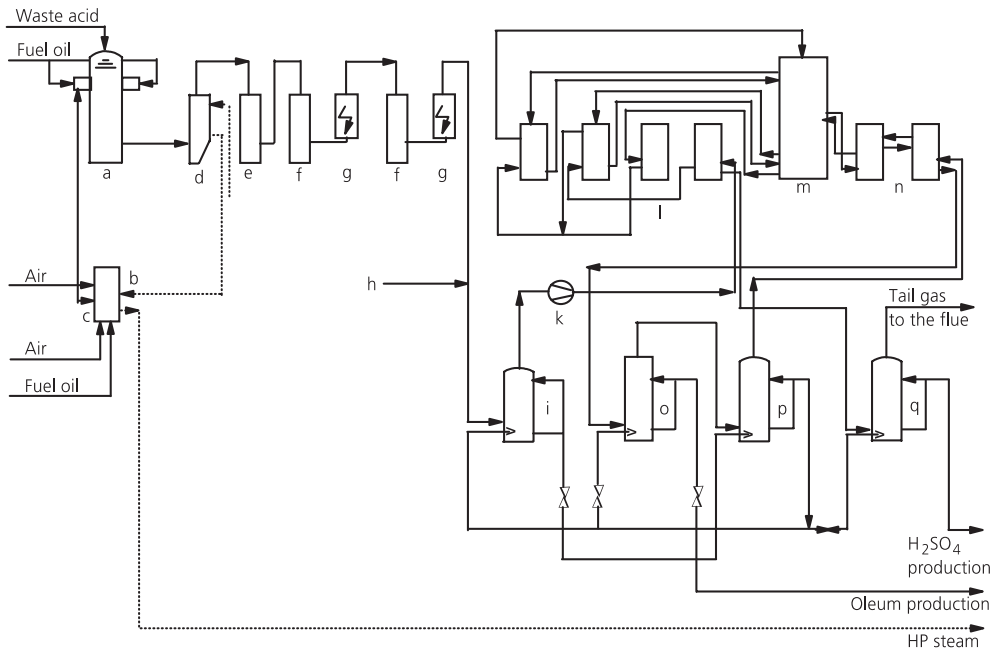 Waste acid
Fuel oil
a
d
e
f
g
f
g
l
m
n
Air
b
c
h
k
Tail gas
to the flue
Air
Fuel oil
i
o
p
q
H₂SO₄
production
Oleum production
HP steam